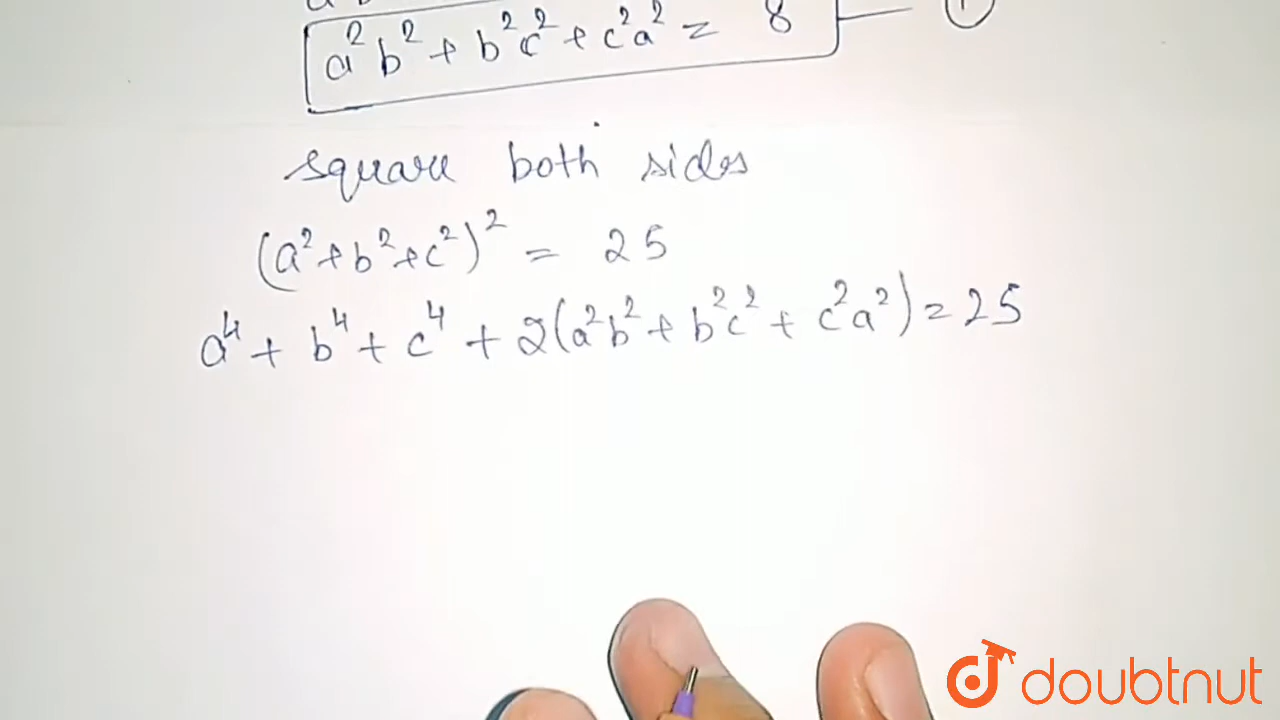 a²b² + b²c² + c²a² = 8
square both sides
(a² + b² + c²)² = 25
a⁴ + b⁴ + c⁴ + 2(a²b² + b²c² + c²a²) = 25
doubtnut